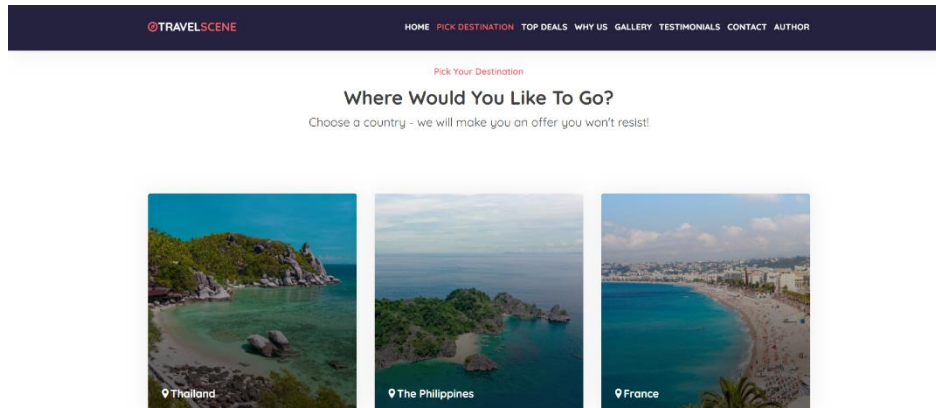 TRAVELSCENE
HOME PICK DESTINATION TOP DEALS WHY US GALLERY TESTIMONIALS CONTACT AUTHOR
Pick Your Destination
Where Would You Like To Go?
Choose a country - we will make you an offer you won't resist!
Thailand
The Philippines
France